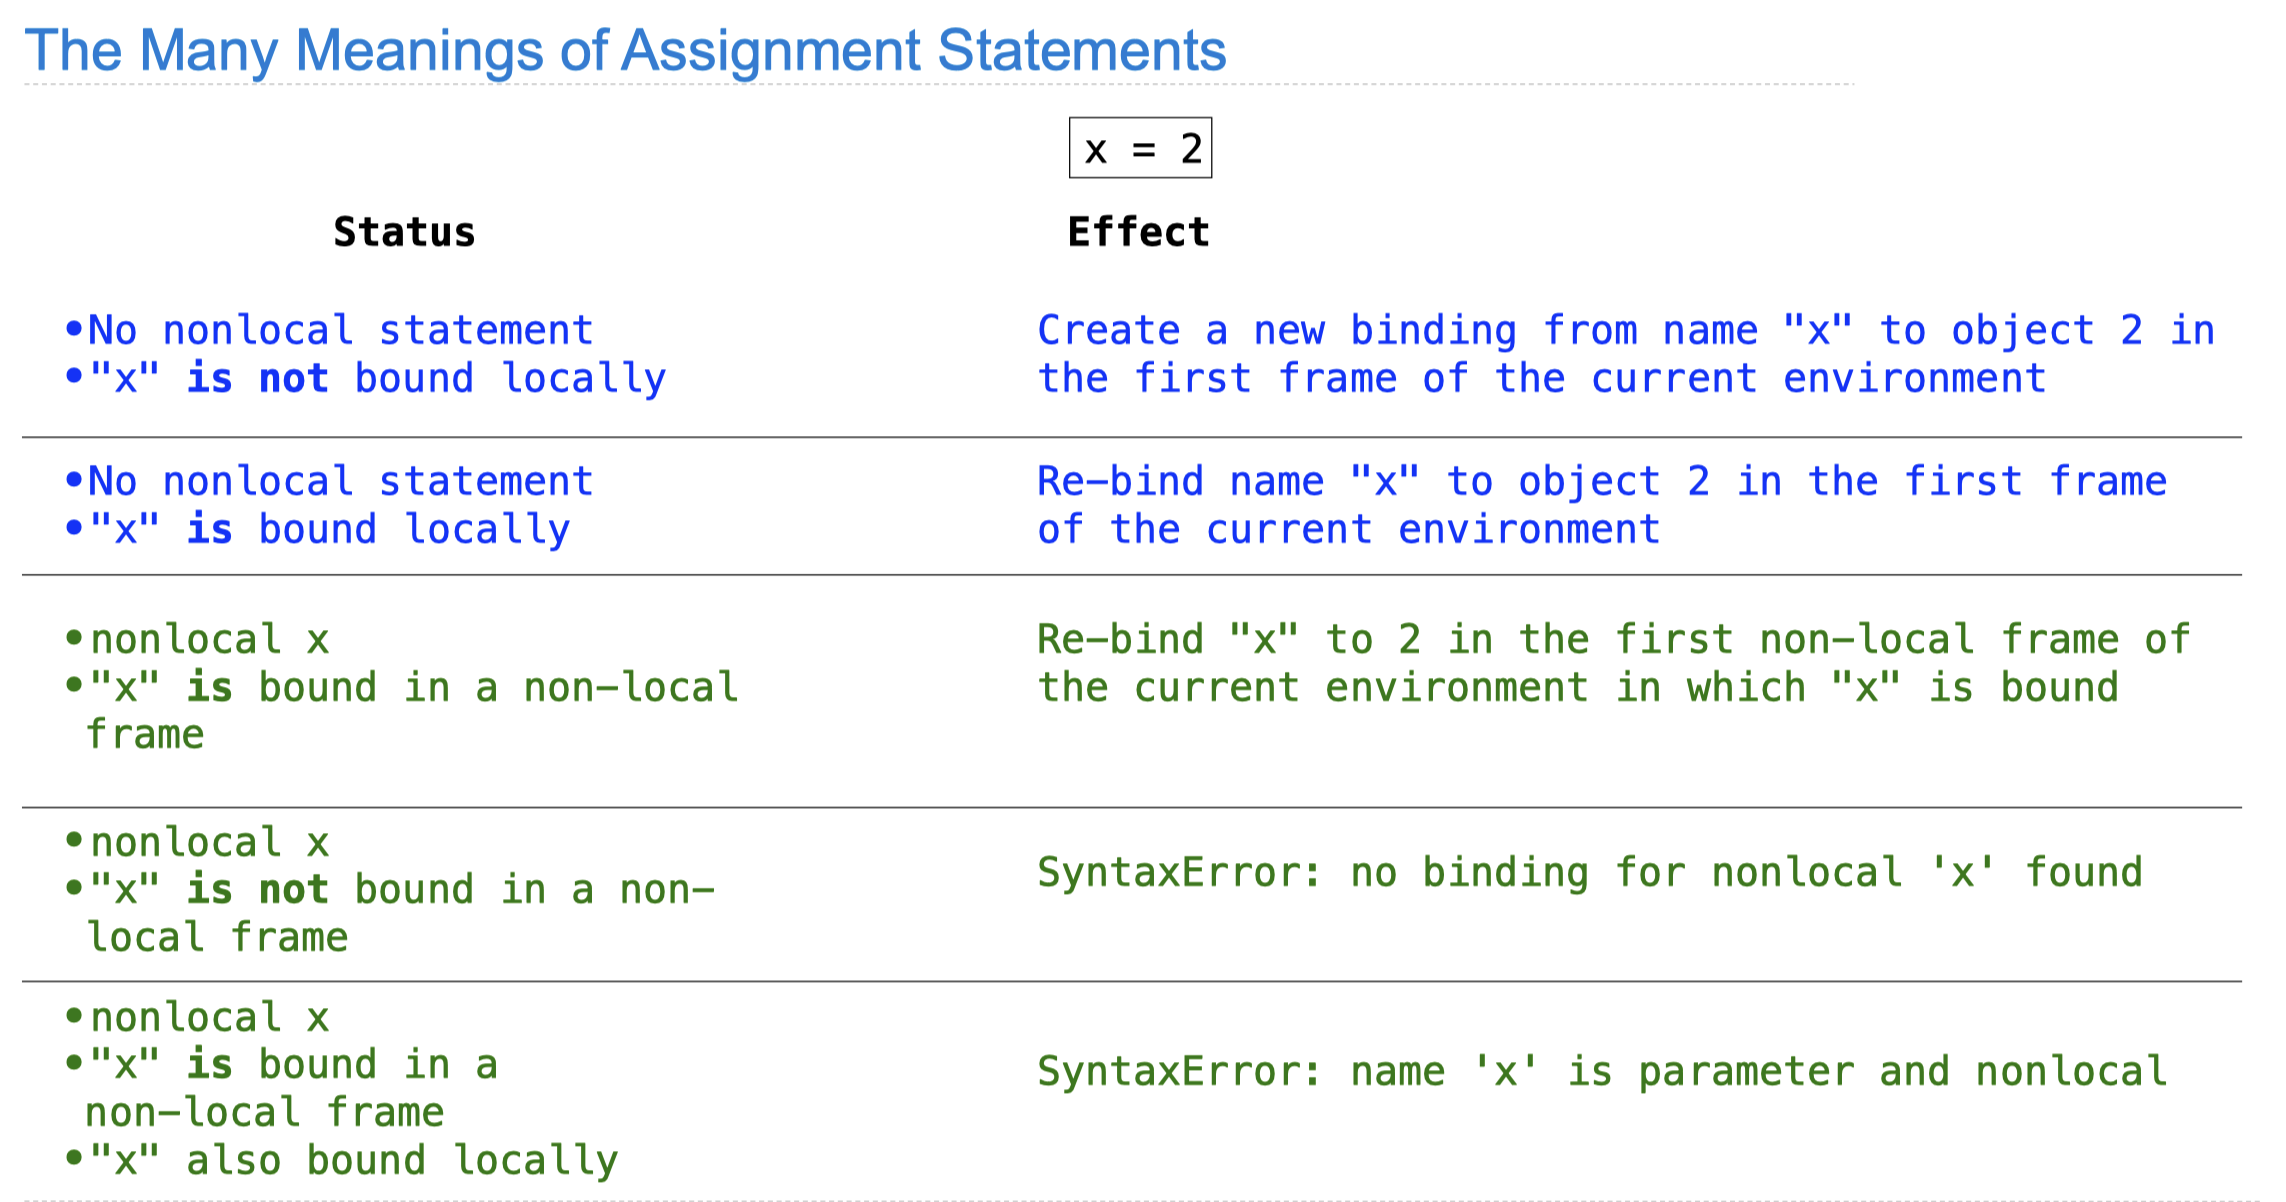 The Many Meanings of Assignment Statements
x = 2
Status
Effect
•No nonlocal statement
•"x" is not bound locally
Create a new binding from name "x" to object 2 in
the first frame of the current environment
•No nonlocal statement
•"x" is bound locally
Re–bind name "x" to object 2 in the first frame
of the current environment
•nonlocal x
•"x" is bound in a non–local
frame
Re–bind "x" to 2 in the first non–local frame of
the current environment in which "x" is bound
•nonlocal x
•"x" is not bound in a non–
local frame
SyntaxError: no binding for nonlocal 'x' found
•nonlocal x
•"x" is bound in a
non–local frame
•"x" also bound locally
SyntaxError: name 'x' is parameter and nonlocal